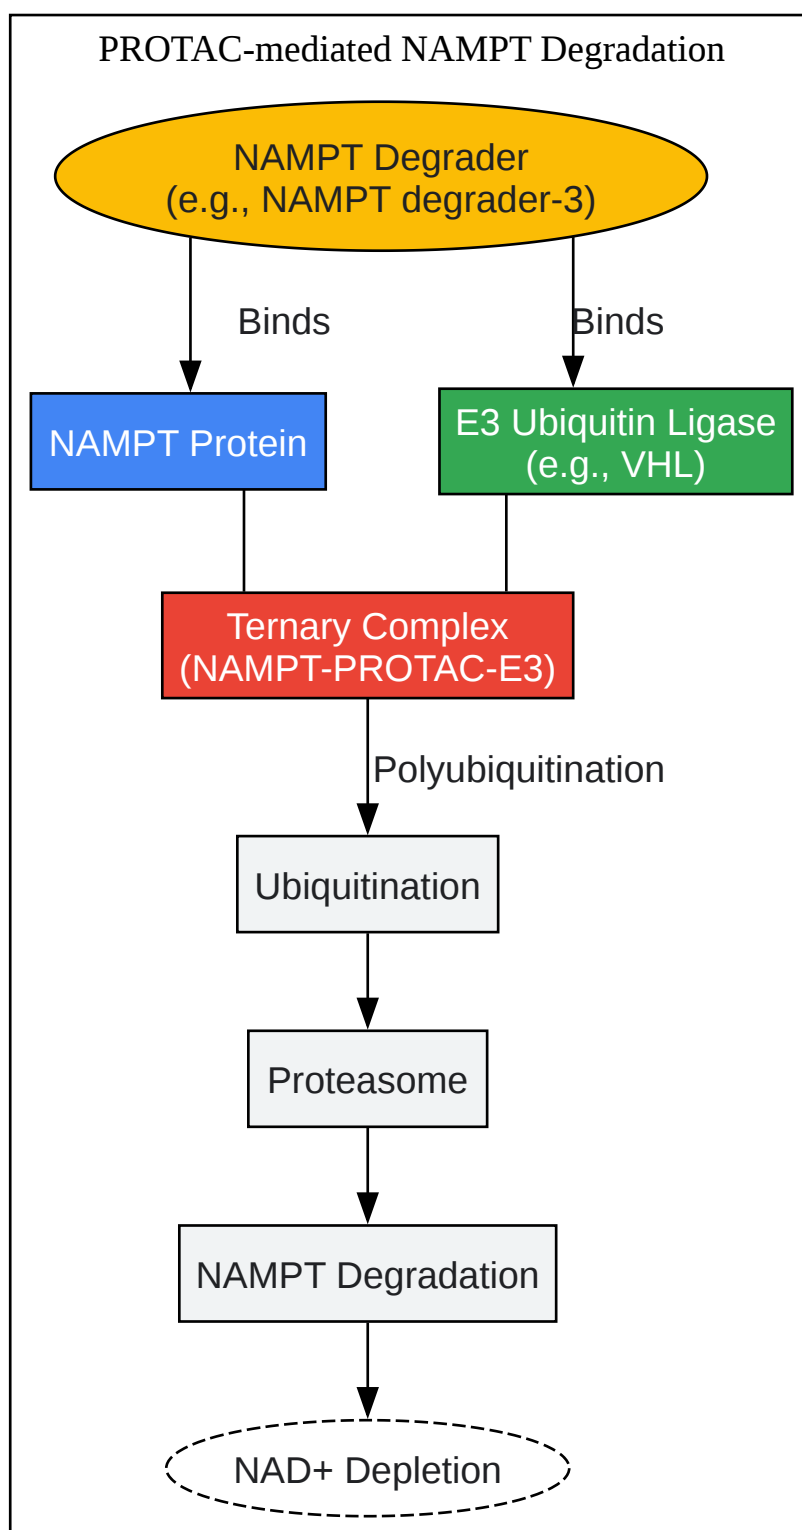 PROTAC-mediated NAMPT Degradation
NAMPT Degrader
(e.g., NAMPT degrader-3)
Binds
Binds
NAMPT Protein
E3 Ubiquitin Ligase
(e.g., VHL)
Ternary Complex
(NAMPT-PROTAC-E3)
Polyubiquitination
Ubiquitination
Proteasome
NAMPT Degradation
NAD+ Depletion